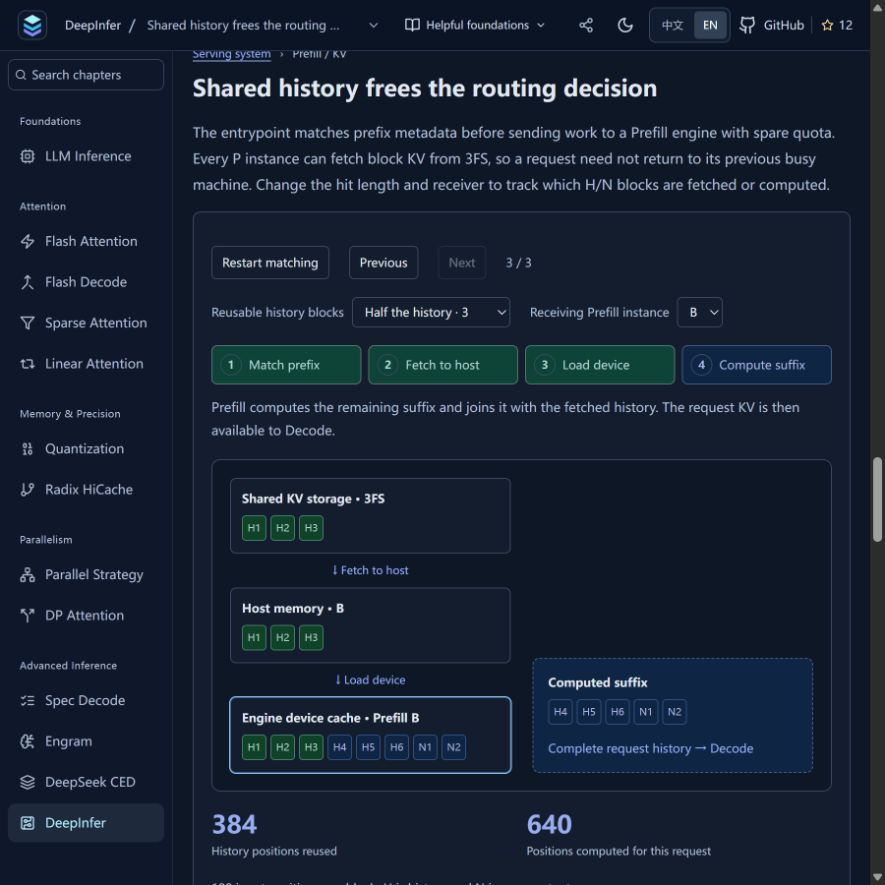 DeepInfer / Shared history frees the routing ... Helpful foundations 中文 EN GitHub 12
Search chapters
Foundations
LLM Inference
Attention
Flash Attention
Flash Decode
Sparse Attention
Linear Attention
Memory & Precision
Quantization
Radix HiCache
Parallelism
Parallel Strategy
DP Attention
Advanced Inference
Spec Decode
Engram
DeepSeek CED
DeepInfer
Serving system › Prefill / KV
Shared history frees the routing decision
The entrypoint matches prefix metadata before sending work to a Prefill engine with spare quota.
Every P instance can fetch block KV from 3FS, so a request need not return to its previous busy
machine. Change the hit length and receiver to track which H/N blocks are fetched or computed.
Restart matching Previous Next 3 / 3
Reusable history blocks Half the history · 3 Receiving Prefill instance B
1 Match prefix 2 Fetch to host 3 Load device 4 Compute suffix
Prefill computes the remaining suffix and joins it with the fetched history. The request KV is then
available to Decode.
Shared KV storage • 3FS
H1 H2 H3
↓ Fetch to host
Host memory • B
H1 H2 H3
↓ Load device
Engine device cache • Prefill B
H1 H2 H3 H4 H5 H6 N1 N2
Computed suffix
H4 H5 H6 N1 N2
Complete request history → Decode
384
History positions reused
640
Positions computed for this request